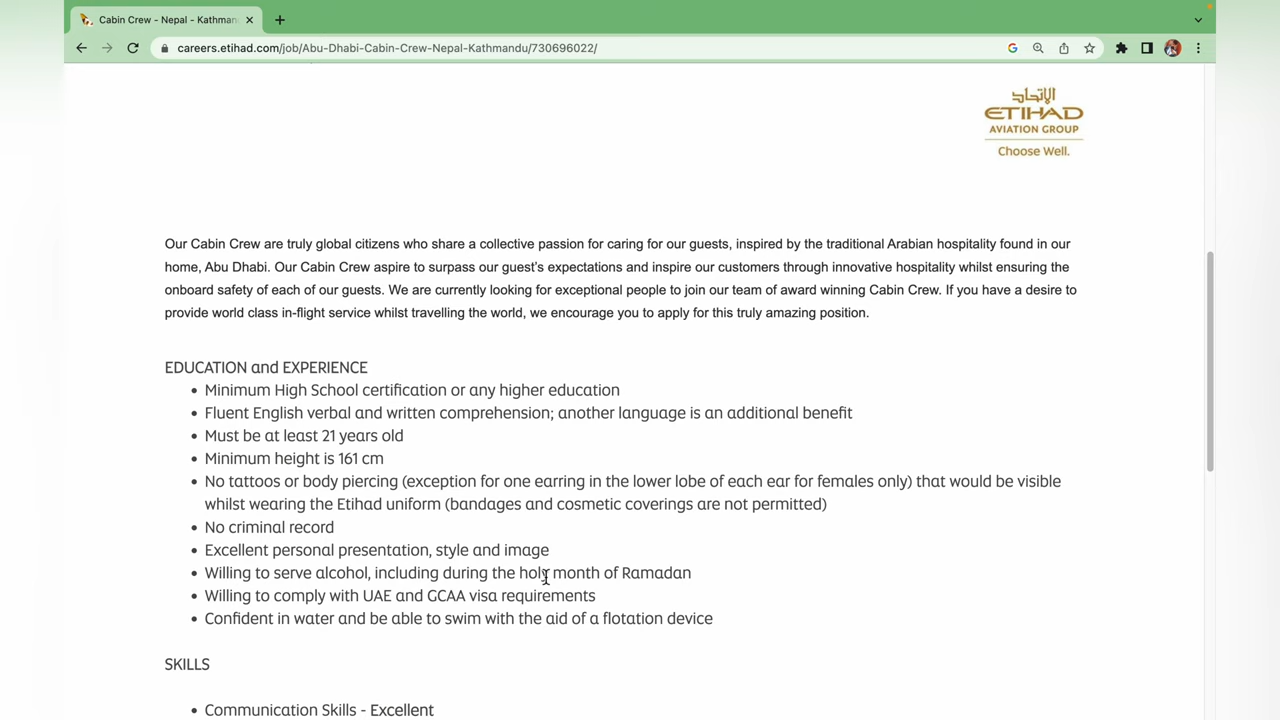 Cabin Crew - Nepal - Kathman
careers.etihad.com/job/Abu-Dhabi-Cabin-Crew-Nepal-Kathmandu/730696022/
الإتحاد
ETIHAD
AVIATION GROUP
Choose Well.
Our Cabin Crew are truly global citizens who share a collective passion for caring for our guests, inspired by the traditional Arabian hospitality found in our
home, Abu Dhabi. Our Cabin Crew aspire to surpass our guest's expectations and inspire our customers through innovative hospitality whilst ensuring the
onboard safety of each of our guests. We are currently looking for exceptional people to join our team of award winning Cabin Crew. If you have a desire to
provide world class in-flight service whilst travelling the world, we encourage you to apply for this truly amazing position.
EDUCATION and EXPERIENCE
• Minimum High School certification or any higher education
• Fluent English verbal and written comprehension; another language is an additional benefit
• Must be at least 21 years old
• Minimum height is 161 cm
• No tattoos or body piercing (exception for one earring in the lower lobe of each ear for females only) that would be visible
whilst wearing the Etihad uniform (bandages and cosmetic coverings are not permitted)
• No criminal record
• Excellent personal presentation, style and image
• Willing to serve alcohol, including during the holy month of Ramadan
• Willing to comply with UAE and GCAA visa requirements
• Confident in water and be able to swim with the aid of a flotation device
SKILLS
• Communication Skills - Excellent